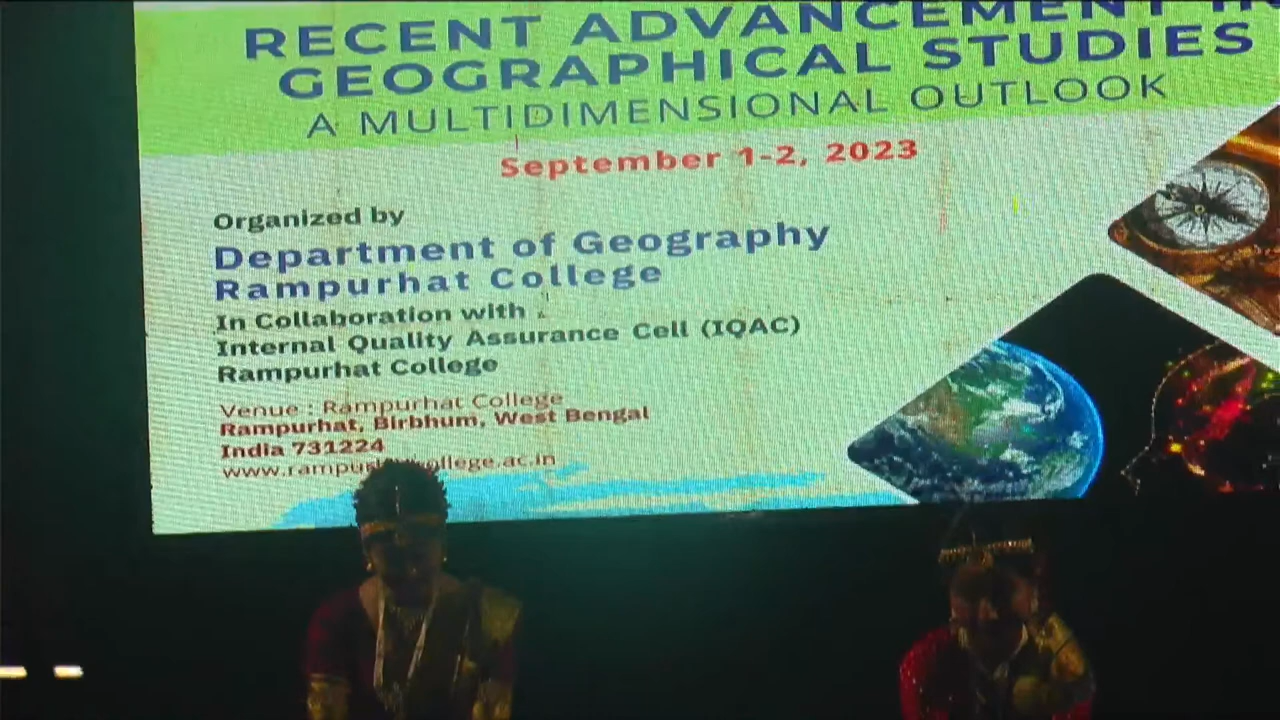 RECENT ADVANCEMENT IN
GEOGRAPHICAL STUDIES
A MULTIDIMENSIONAL OUTLOOK
September 1-2, 2023
Organized by
Department of Geography
Rampurhat College
In Collaboration with
Internal Quality Assurance Cell (IQAC)
Rampurhat College
Venue : Rampurhat College
Rampurhat, Birbhum, West Bengal
India 731224